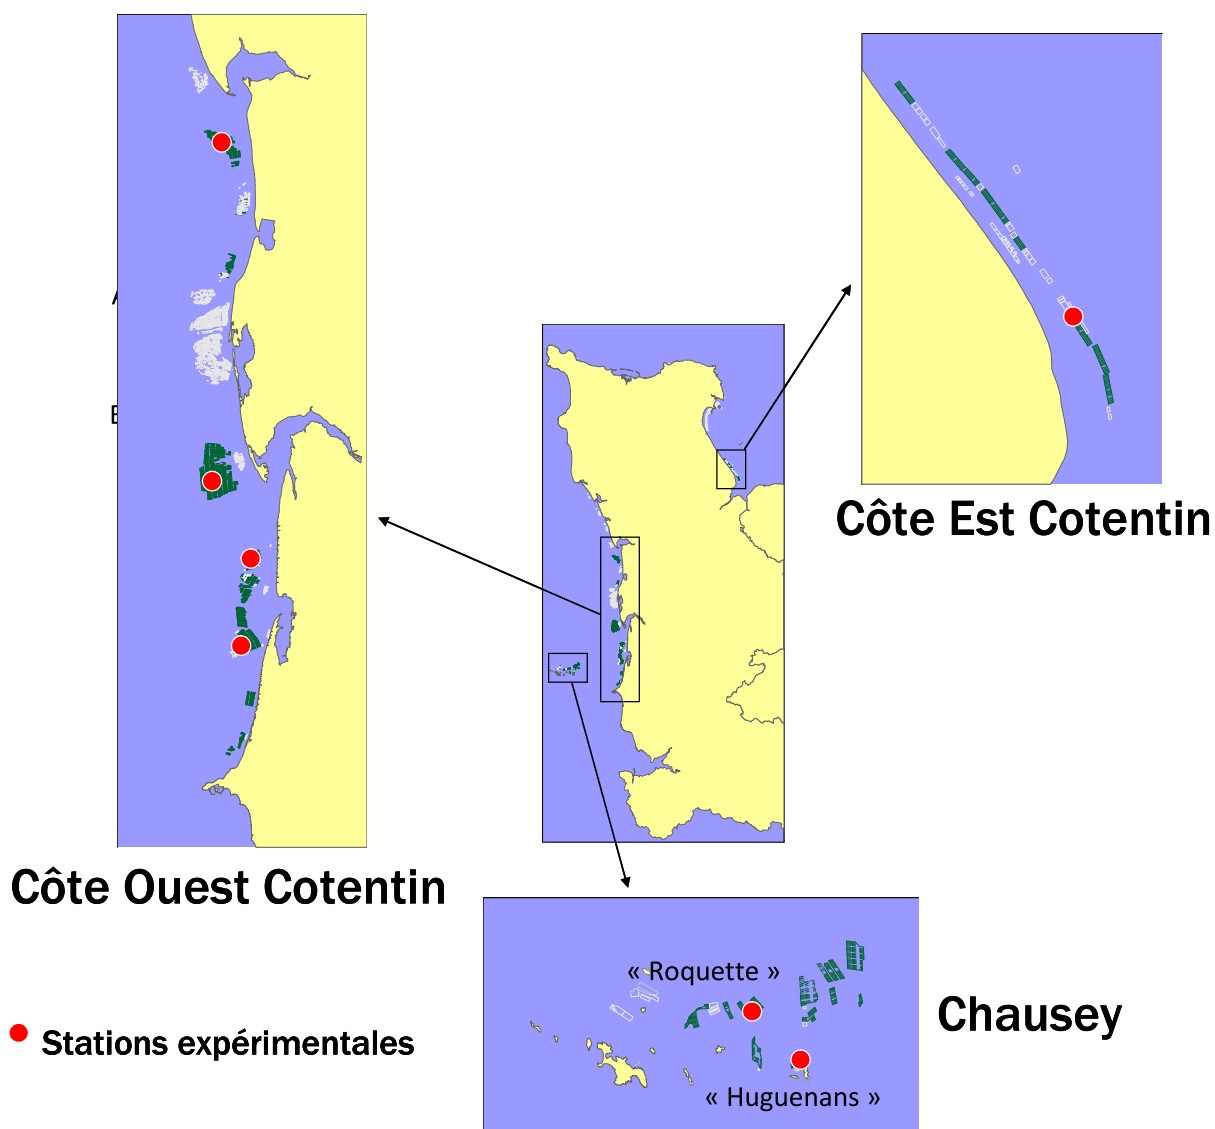 Côte Est Cotentin
Côte Ouest Cotentin
« Roquette »
Chausey
Stations expérimentales
« Huguenans »